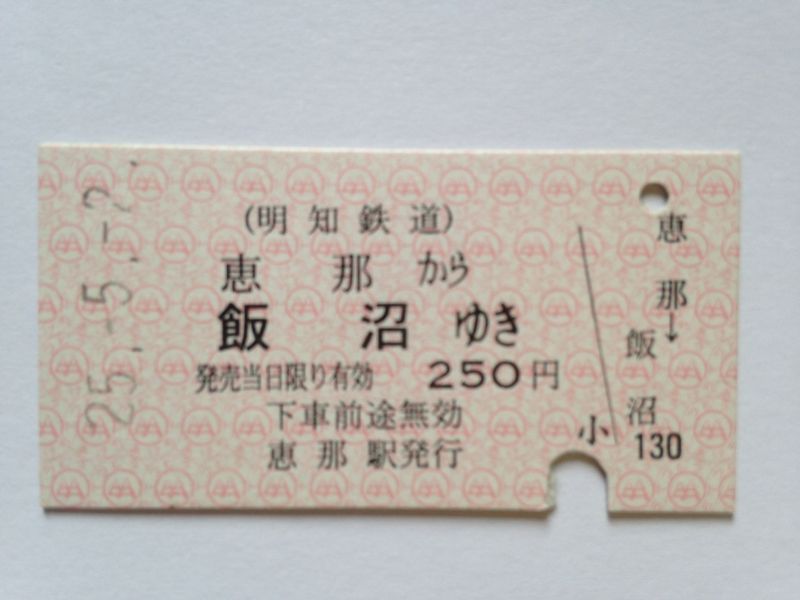 25.-5.-2.
(明知鉄道)
恵那から
飯沼ゆき
発売当日限り有効 250円
下車前途無効
恵那駅発行
小
恵那→
飯沼
130